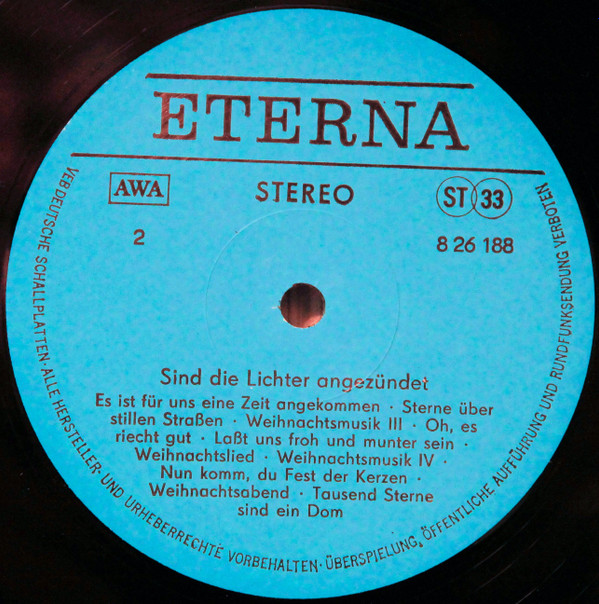 ETERNA
AWA
STEREO
ST 33
2
8 26 188
Sind die Lichter angezündet
Es ist für uns eine Zeit angekommen · Sterne über
stillen Straßen · Weihnachtsmusik III · Oh, es
riecht gut · Laßt uns froh und munter sein ·
Weihnachtslied · Weihnachtsmusik IV ·
Nun komm, du Fest der Kerzen ·
Weihnachtsabend · Tausend Sterne
sind ein Dom
VEB DEUTSCHE SCHALLPLATTEN · ALLE HERSTELLER- UND URHEBERRECHTE VORBEHALTEN · ÜBERSPIELUNG, ÖFFENTLICHE AUFFÜHRUNG UND RUNDFUNKSENDUNG VERBOTEN